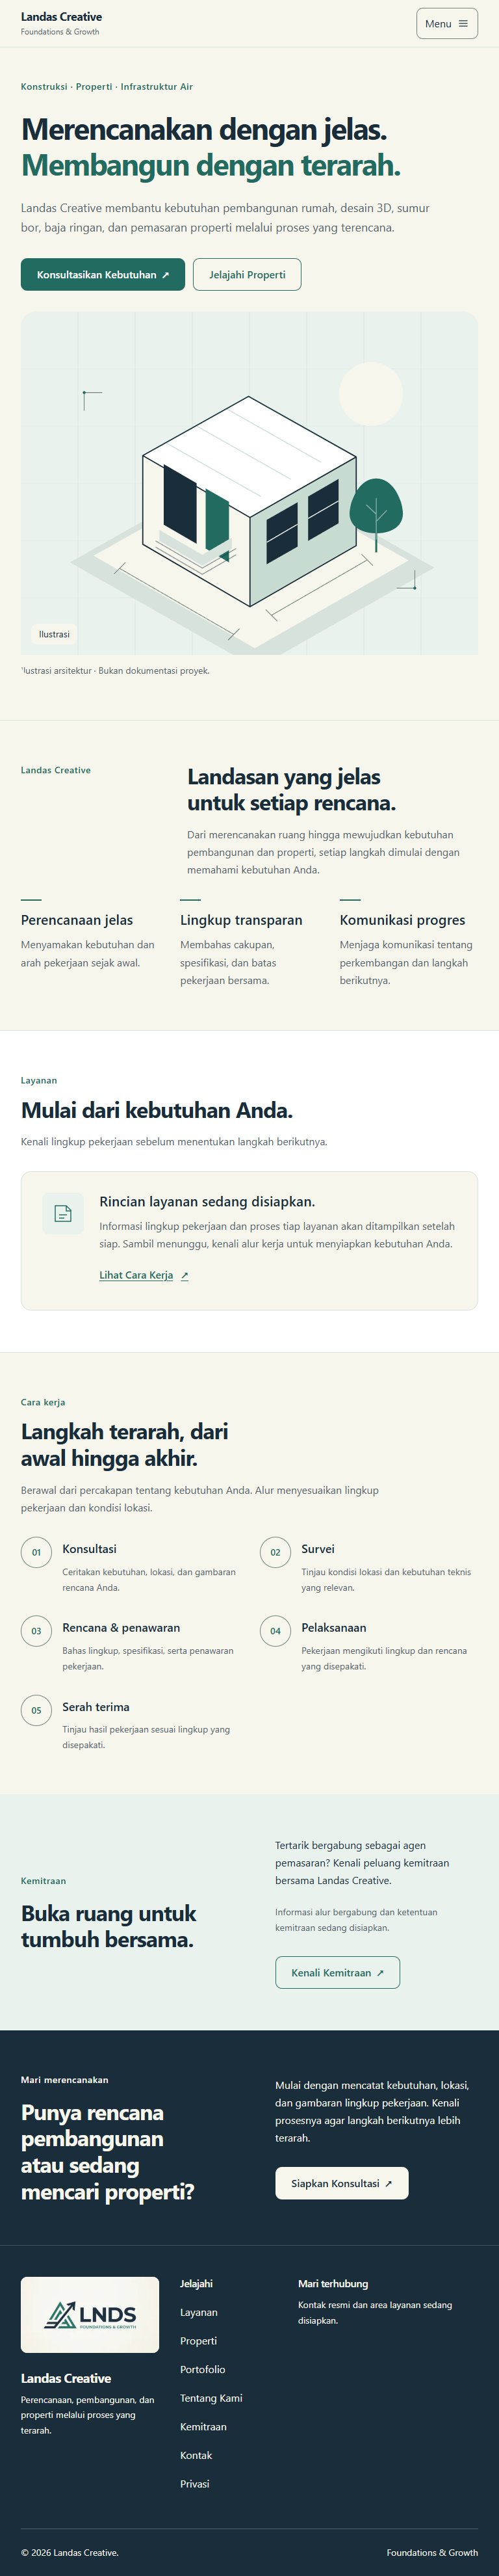 Landas Creative
Foundations & Growth
Menu
Konstruksi · Properti · Infrastruktur Air
Merencanakan dengan jelas.
Membangun dengan terarah.
Landas Creative membantu kebutuhan pembangunan rumah, desain 3D, sumur
bor, baja ringan, dan pemasaran properti melalui proses yang terencana.
Konsultasikan Kebutuhan ↗
Jelajahi Properti
Ilustrasi
Ilustrasi arsitektur · Bukan dokumentasi proyek.
Landas Creative
Landasan yang jelas
untuk setiap rencana.
Dari merencanakan ruang hingga mewujudkan kebutuhan
pembangunan dan properti, setiap langkah dimulai dengan
memahami kebutuhan Anda.
Perencanaan jelas
Menyamakan kebutuhan dan
arah pekerjaan sejak awal.
Lingkup transparan
Membahas cakupan,
spesifikasi, dan batas
pekerjaan bersama.
Komunikasi progres
Menjaga komunikasi tentang
perkembangan dan langkah
berikutnya.
Layanan
Mulai dari kebutuhan Anda.
Kenali lingkup pekerjaan sebelum menentukan langkah berikutnya.
Rincian layanan sedang disiapkan.
Informasi lingkup pekerjaan dan proses tiap layanan akan ditampilkan setelah
siap. Sambil menunggu, kenali alur kerja untuk menyiapkan kebutuhan Anda.
Lihat Cara Kerja ↗
Cara kerja
Langkah terarah, dari
awal hingga akhir.
Berawal dari percakapan tentang kebutuhan Anda. Alur menyesuaikan lingkup
pekerjaan dan kondisi lokasi.
01
Konsultasi
Ceritakan kebutuhan, lokasi, dan gambaran
rencana Anda.
02
Survei
Tinjau kondisi lokasi dan kebutuhan teknis
yang relevan.
03
Rencana & penawaran
Bahas lingkup, spesifikasi, serta penawaran
pekerjaan.
04
Pelaksanaan
Pekerjaan mengikuti lingkup dan rencana
yang disepakati.
05
Serah terima
Tinjau hasil pekerjaan sesuai lingkup yang
disepakati.
Kemitraan
Buka ruang untuk
tumbuh bersama.
Tertarik bergabung sebagai agen
pemasaran? Kenali peluang kemitraan
bersama Landas Creative.
Informasi alur bergabung dan ketentuan
kemitraan sedang disiapkan.
Kenali Kemitraan ↗
Mari merencanakan
Punya rencana
pembangunan
atau sedang
mencari properti?
Mulai dengan mencatat kebutuhan, lokasi,
dan gambaran lingkup pekerjaan. Kenali
prosesnya agar langkah berikutnya lebih
terarah.
Siapkan Konsultasi ↗
LNDS
FOUNDATIONS & GROWTH
Landas Creative
Perencanaan, pembangunan, dan
properti melalui proses yang
terarah.
Jelajahi
Layanan
Properti
Portofolio
Tentang Kami
Kemitraan
Kontak
Privasi
Mari terhubung
Kontak resmi dan area layanan sedang
disiapkan.
© 2026 Landas Creative.
Foundations & Growth